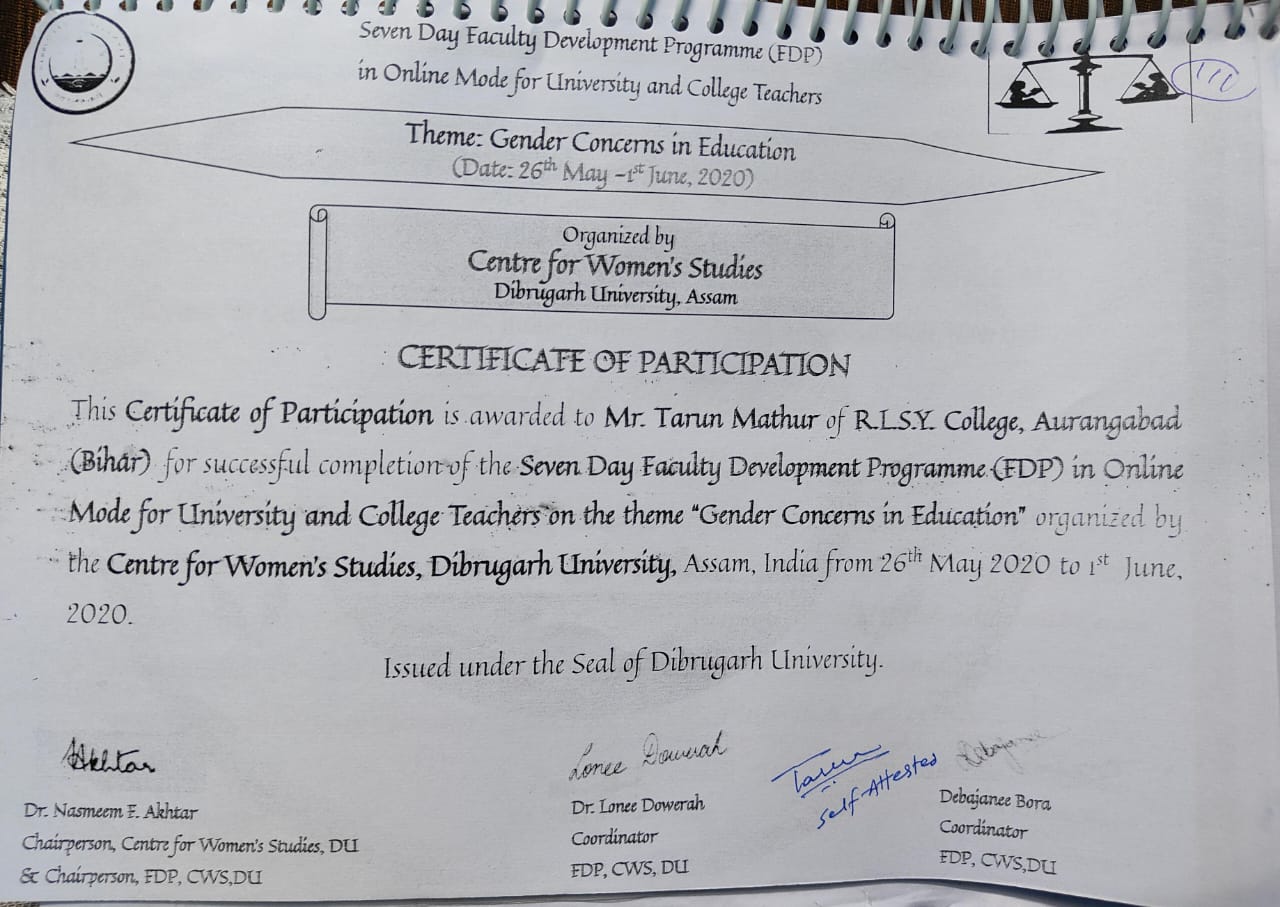 Seven Day Faculty Development Programme (FDP)
in Online Mode for University and College Teachers
Theme: Gender Concerns in Education
(Date: 26th May –1st June, 2020)
Organized by
Centre for Women's Studies
Dibrugarh University, Assam
CERTIFICATE OF PARTICIPATION
This Certificate of Participation is awarded to Mr. Tarun Mathur of R.L.S.Y. College, Aurangabad
(Bihar) for successful completion of the Seven Day Faculty Development Programme (FDP) in Online
Mode for University and College Teachers on the theme "Gender Concerns in Education" organized by
the Centre for Women's Studies, Dibrugarh University, Assam, India from 26th May 2020 to 1st June,
2020.
Issued under the Seal of Dibrugarh University.
Akhtar
Dr. Nasmeem F. Akhtar
Chairperson, Centre for Women's Studies, DU
& Chairperson, FDP, CWS,DU
Lonee Dowerah
Dr. Lonee Dowerah
Coordinator
FDP, CWS, DU
Tarun
Self-Attested
Debajanee
Debajanee Bora
Coordinator
FDP, CWS,DU